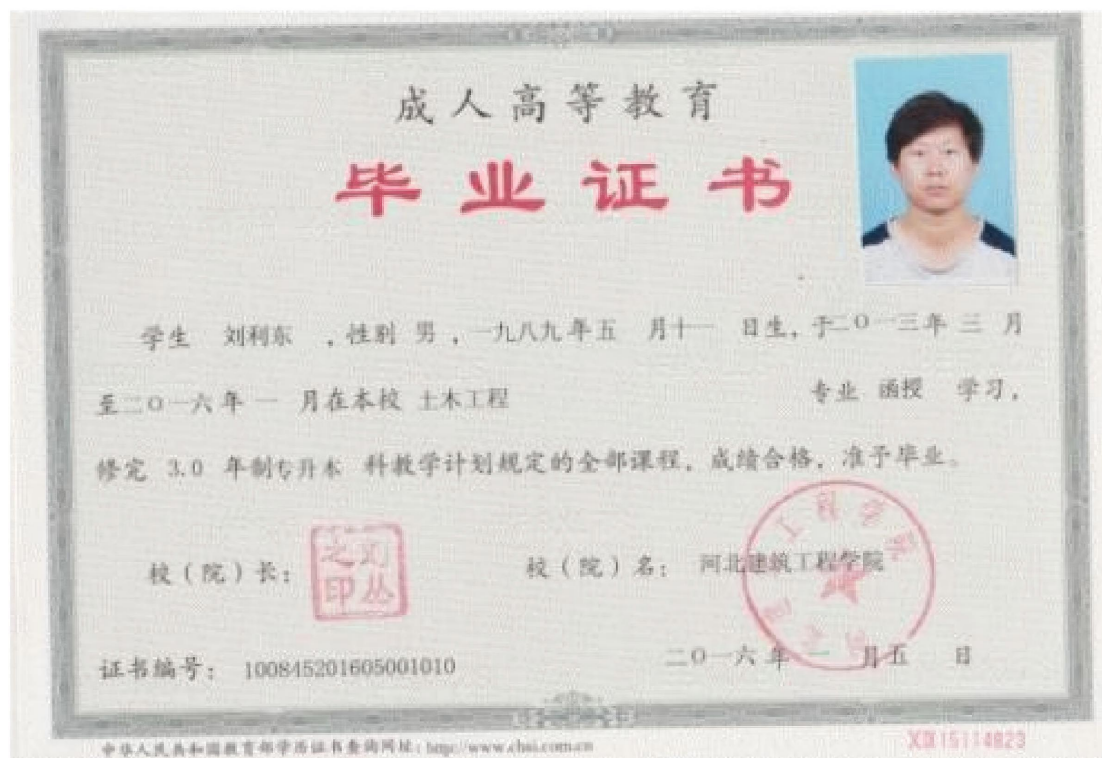 成人高等教育
毕业证书
学生 刘利东 ，性别 男 ，一九八九年五 月十一 日生，于二〇一三年 三 月
至二〇一六年 一 月在本校 土木工程 专业 函授 学习，
修完 3.0 年制专升本 科教学计划规定的全部课程，成绩合格，准予毕业。
校（院）长： 校（院）名： 河北建筑工程学院
二〇一六年 一 月五 日
证书编号： 100845201605001010
中华人民共和国教育部学历证书查询网址：http://www.chsi.com.cn